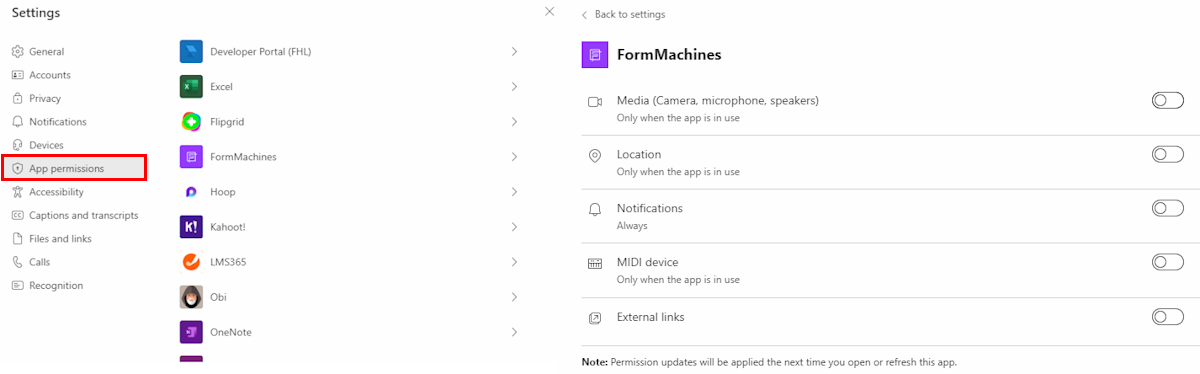 Settings
General
Accounts
Privacy
Notifications
Devices
App permissions
Accessibility
Captions and transcripts
Files and links
Calls
Recognition
Developer Portal (FHL)
Excel
Flipgrid
FormMachines
Hoop
Kahoot!
LMS365
Obi
OneNote
Back to settings
FormMachines
Media (Camera, microphone, speakers)
Only when the app is in use
Location
Only when the app is in use
Notifications
Always
MIDI device
Only when the app is in use
External links
Note: Permission updates will be applied the next time you open or refresh this app.